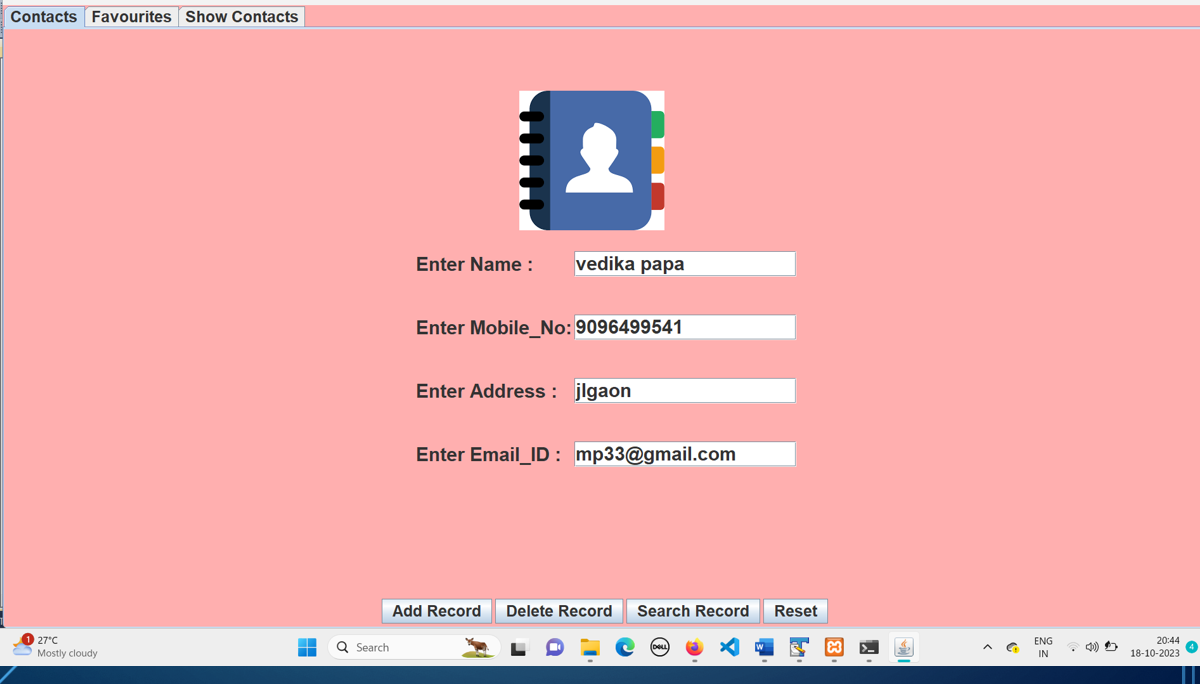 Contacts Favourites Show Contacts
Enter Name : vedika papa
Enter Mobile_No: 9096499541
Enter Address : jlgaon
Enter Email_ID : mp33@gmail.com
Add Record Delete Record Search Record Reset
1 27°C
Mostly cloudy
Search
DELL
W
ENG
IN
20:44
18-10-2023
4